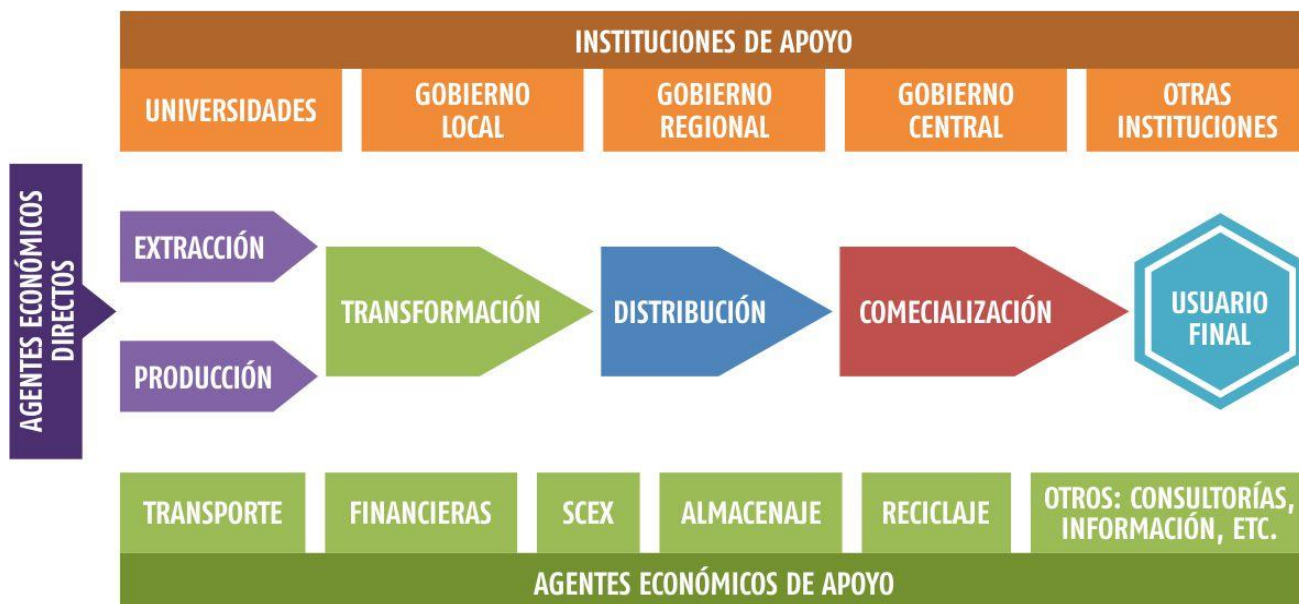 INSTITUCIONES DE APOYO
UNIVERSIDADES
GOBIERNO
LOCAL
GOBIERNO
REGIONAL
GOBIERNO
CENTRAL
OTRAS
INSTITUCIONES
AGENTES ECONÓMICOS
DIRECTOS
EXTRACCIÓN
PRODUCCIÓN
TRANSFORMACIÓN
DISTRIBUCIÓN
COMECIALIZACIÓN
USUARIO
FINAL
TRANSPORTE
FINANCIERAS
SCEX
ALMACENAJE
RECICLAJE
OTROS: CONSULTORÍAS,
INFORMACIÓN, ETC.
AGENTES ECONÓMICOS DE APOYO